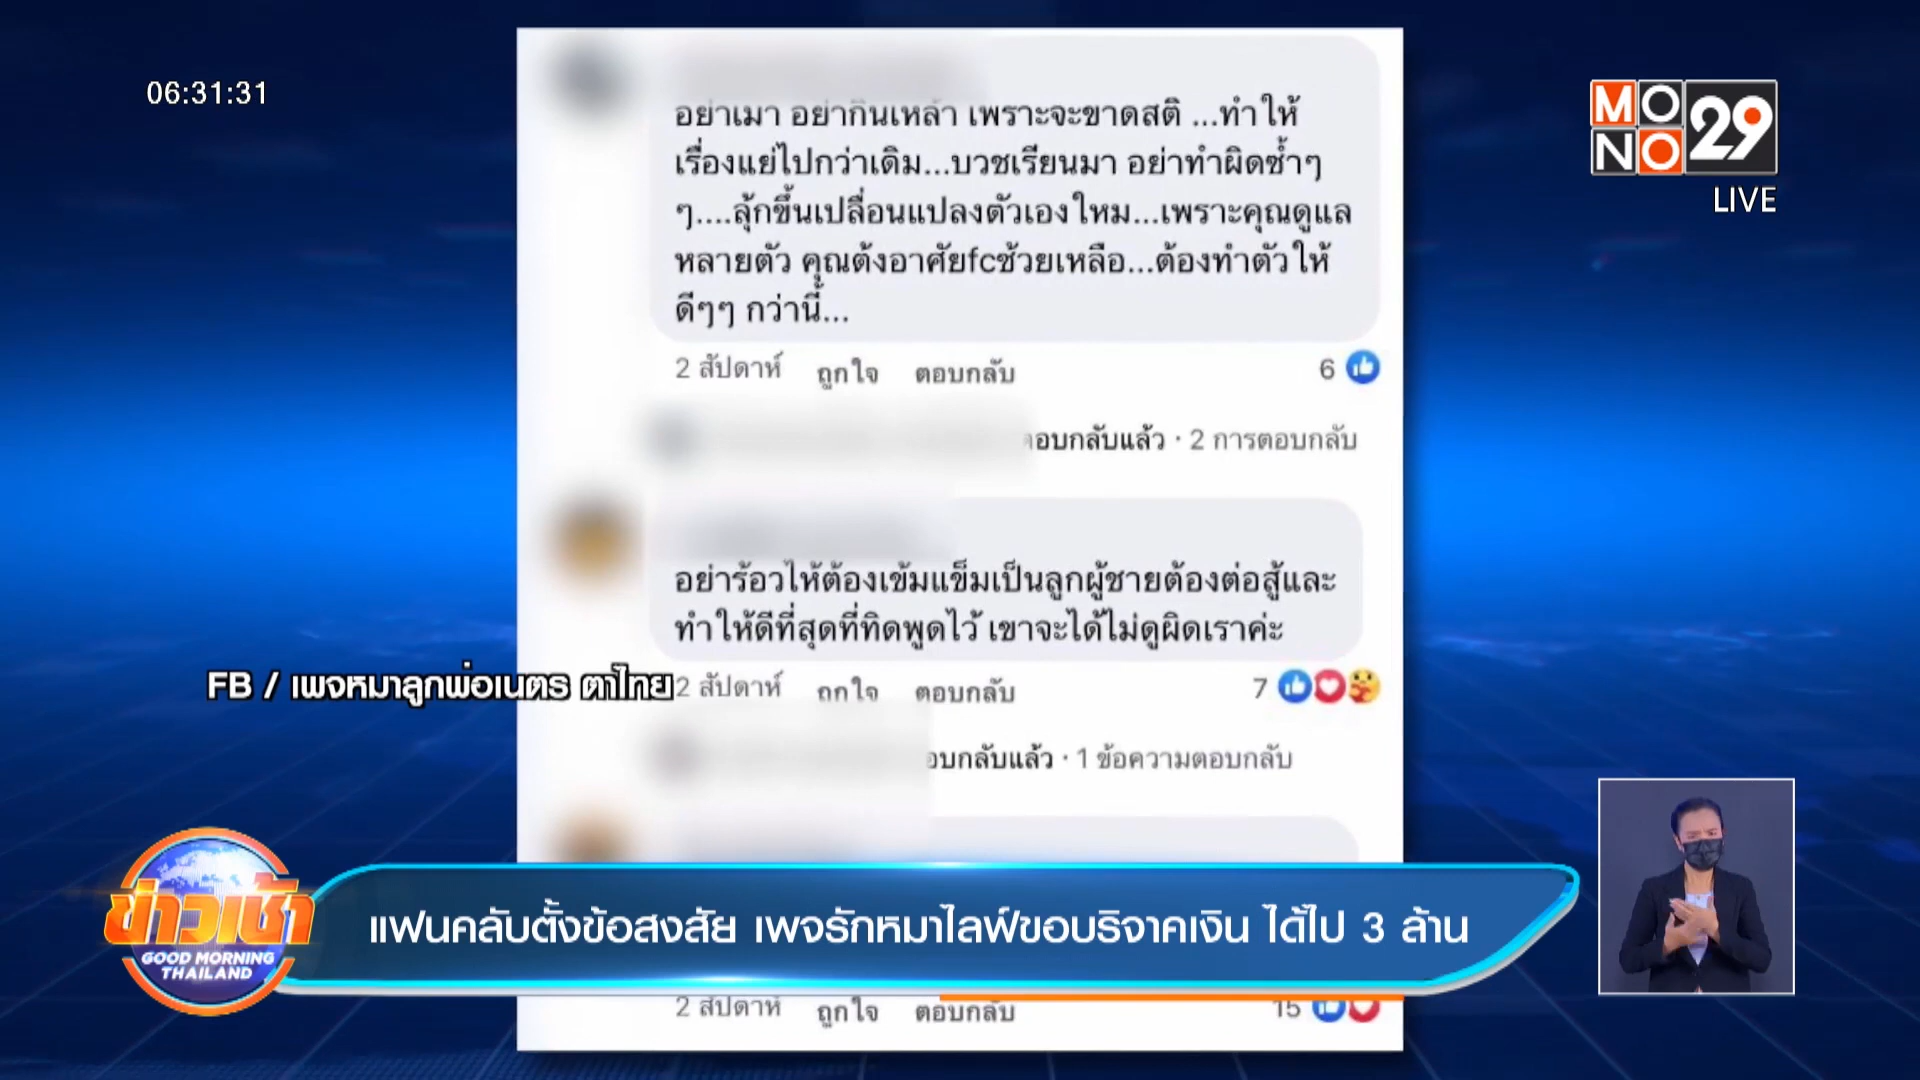 06:31:31
MONO 29
LIVE
อย่าเมา อย่ากินเหล้า เพราะจะขาดสติ ...ทำให้
เรื่องแย่ไปกว่าเดิม...บวชเรียนมา อย่าทำผิดซ้ำๆ
ๆ....ลุ้กขึ้นเปลื่อนแปลงตัวเองใหม...เพราะคุณดูแล
หลายตัว คุณต้งอาศัยfcช้วยเหลือ...ต้องทำตัวให้
ดีๆๆ กว่านี้...
2 สัปดาห์ ถูกใจ ตอบกลับ 6
ตอบกลับแล้ว · 2 การตอบกลับ
อย่าร้อวไห้ต้องเข้มแข็มเป็นลูกผู้ชายต้องต่อสู้และ
ทำให้ดีที่สุดที่ทิดพูดไว้ เขาจะได้ไม่ดูผิดเราค่ะ
FB / เพจหมาลูกพ่อเนตร ตาไทย
2 สัปดาห์ ถูกใจ ตอบกลับ 7
อบกลับแล้ว · 1 ข้อความตอบกลับ
ข่าวเช้า
GOOD MORNING
THAILAND
แฟนคลับตั้งข้อสงสัย เพจรักหมาไลฟ์ขอบริจาคเงิน ได้ไป 3 ล้าน
2 สัปดาห์ ถูกใจ ตอบกลับ 15